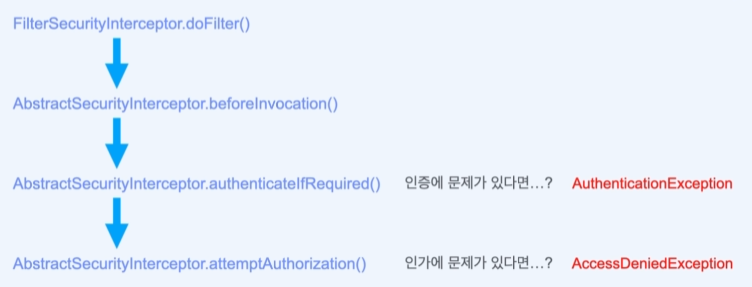 FilterSecurityInterceptor.doFilter()
AbstractSecurityInterceptor.beforeInvocation()
AbstractSecurityInterceptor.authenticateIfRequired() 인증에 문제가 있다면...? AuthenticationException
AbstractSecurityInterceptor.attemptAuthorization() 인가에 문제가 있다면...? AccessDeniedException